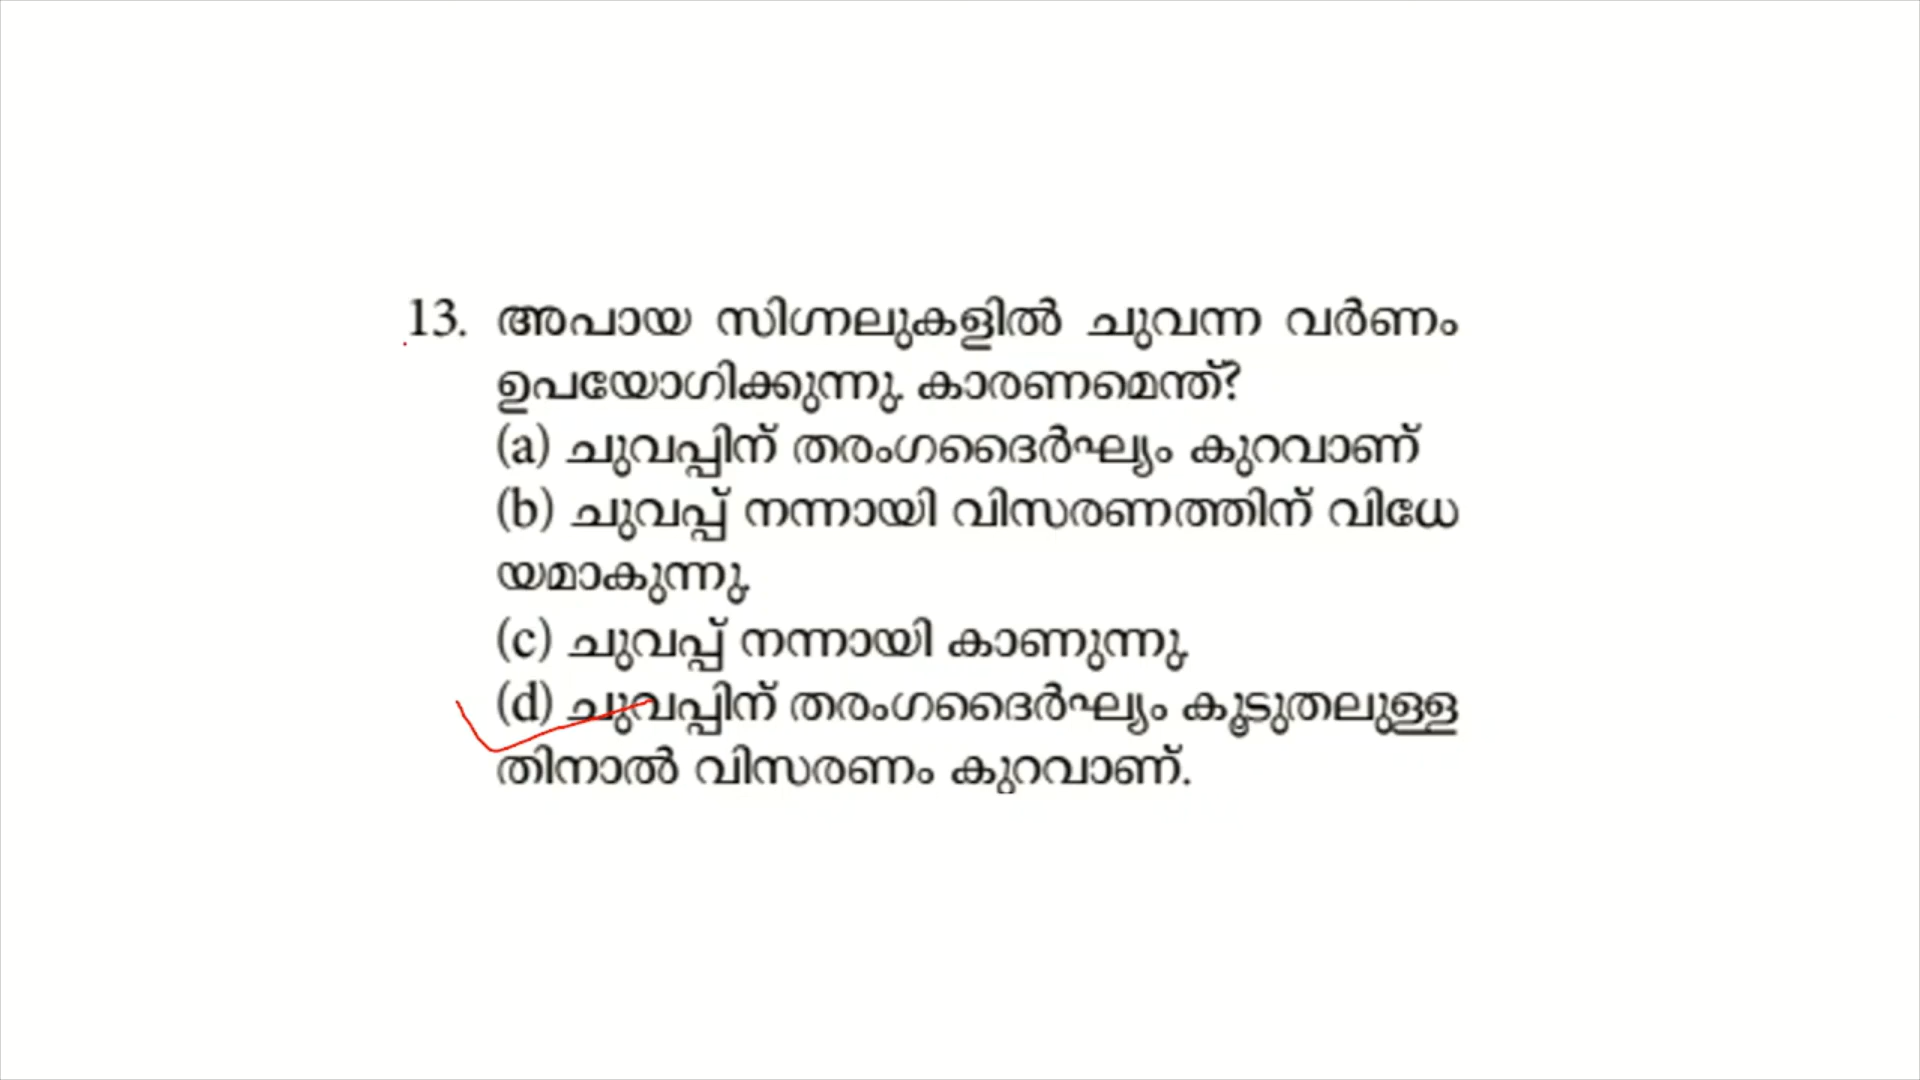 13. അപായ സിഗ്നലുകളിൽ ചുവന്ന വർണം
ഉപയോഗിക്കുന്നു. കാരണമെന്ത്?
(a) ചുവപ്പിന് തരംഗദൈർഘ്യം കുറവാണ്
(b) ചുവപ്പ് നന്നായി വിസരണത്തിന് വിധേ
യമാകുന്നു.
(c) ചുവപ്പ് നന്നായി കാണുന്നു.
(d) ചുവപ്പിന് തരംഗദൈർഘ്യം കൂടുതലുള്ള
തിനാൽ വിസരണം കുറവാണ്.